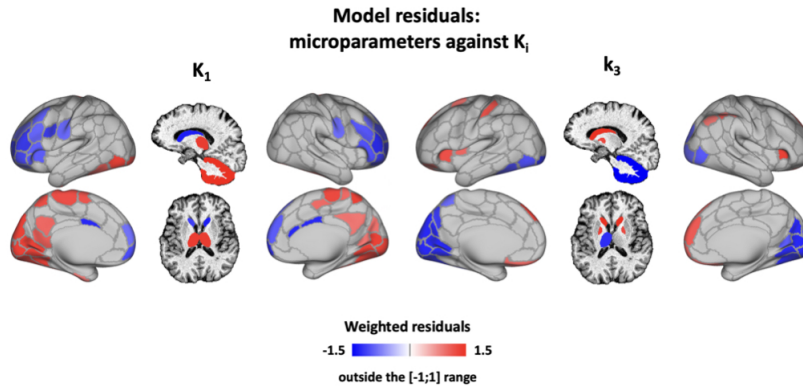 Model residuals:
microparameters against Ki
K1
k3
Weighted residuals
-1.5
1.5
outside the [-1;1] range